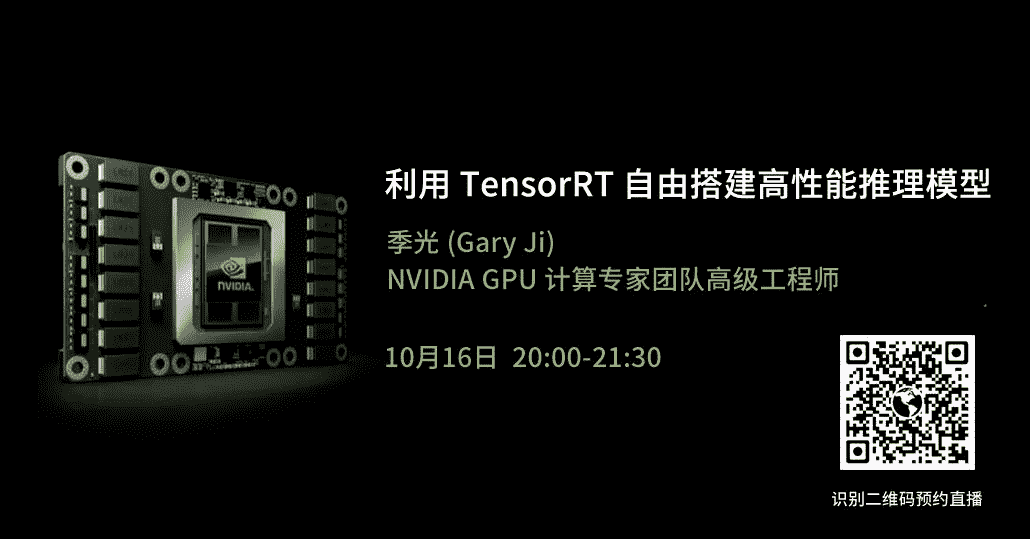 利用 TensorRT 自由搭建高性能推理模型
季光 (Gary Ji)
NVIDIA GPU 计算专家团队高级工程师
NVIDIA.
10月16日 20:00-21:30
识别二维码预约直播